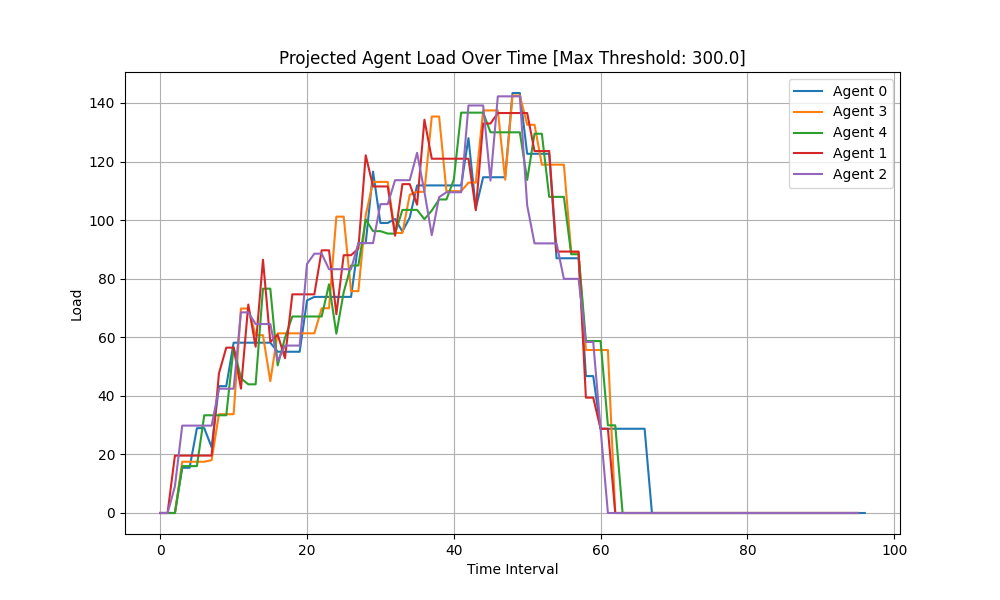 Projected Agent Load Over Time [Max Threshold: 300.0]
Load
140
120
100
80
60
40
20
0
Agent 0
Agent 3
Agent 4
Agent 1
Agent 2
0 20 40 60 80 100
Time Interval